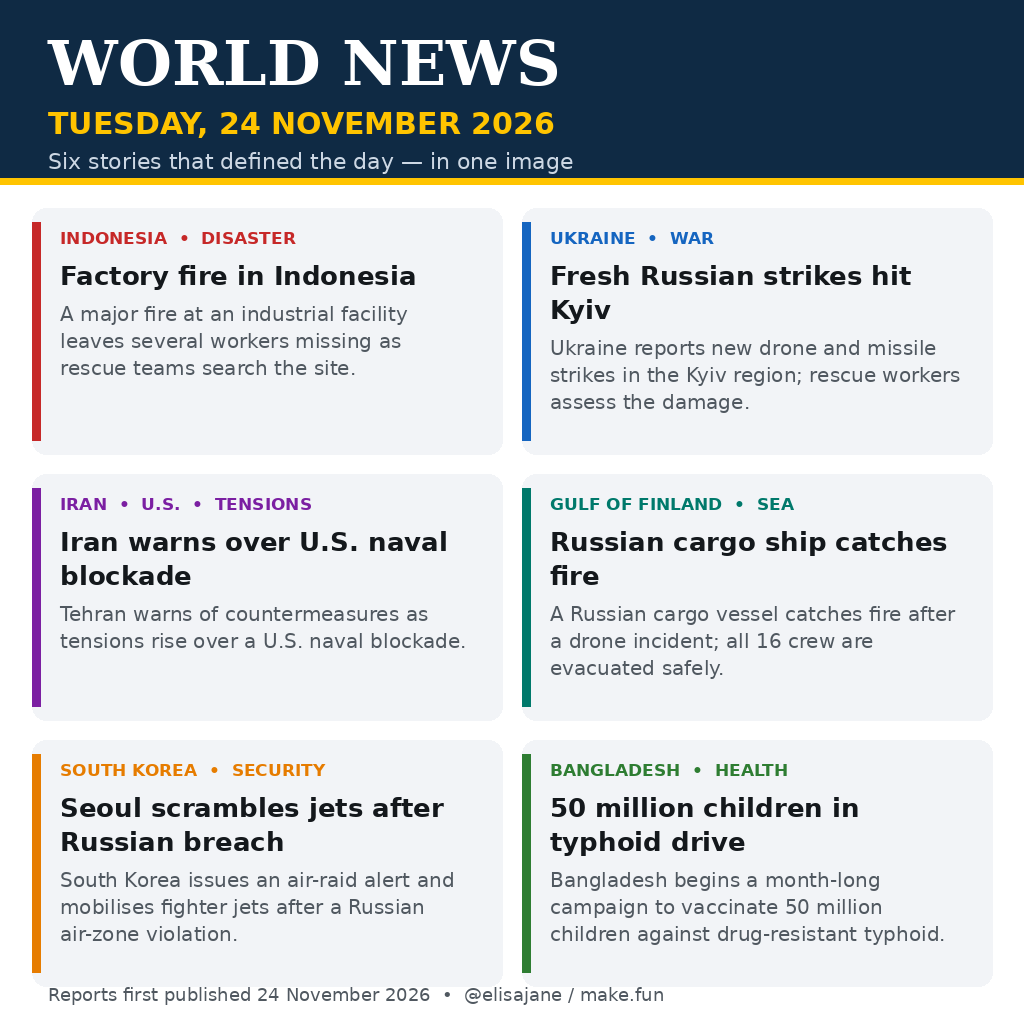 WORLD NEWS
TUESDAY, 24 NOVEMBER 2026
Six stories that defined the day — in one image
INDONESIA • DISASTER
Factory fire in Indonesia
A major fire at an industrial facility
leaves several workers missing as
rescue teams search the site.
UKRAINE • WAR
Fresh Russian strikes hit
Kyiv
Ukraine reports new drone and missile
strikes in the Kyiv region; rescue workers
assess the damage.
IRAN • U.S. • TENSIONS
Iran warns over U.S. naval
blockade
Tehran warns of countermeasures as
tensions rise over a U.S. naval blockade.
GULF OF FINLAND • SEA
Russian cargo ship catches
fire
A Russian cargo vessel catches fire after
a drone incident; all 16 crew are
evacuated safely.
SOUTH KOREA • SECURITY
Seoul scrambles jets after
Russian breach
South Korea issues an air-raid alert and
mobilises fighter jets after a Russian
air-zone violation.
BANGLADESH • HEALTH
50 million children in
typhoid drive
Bangladesh begins a month-long
campaign to vaccinate 50 million
children against drug-resistant typhoid.
Reports first published 24 November 2026 • @elisajane / make.fun